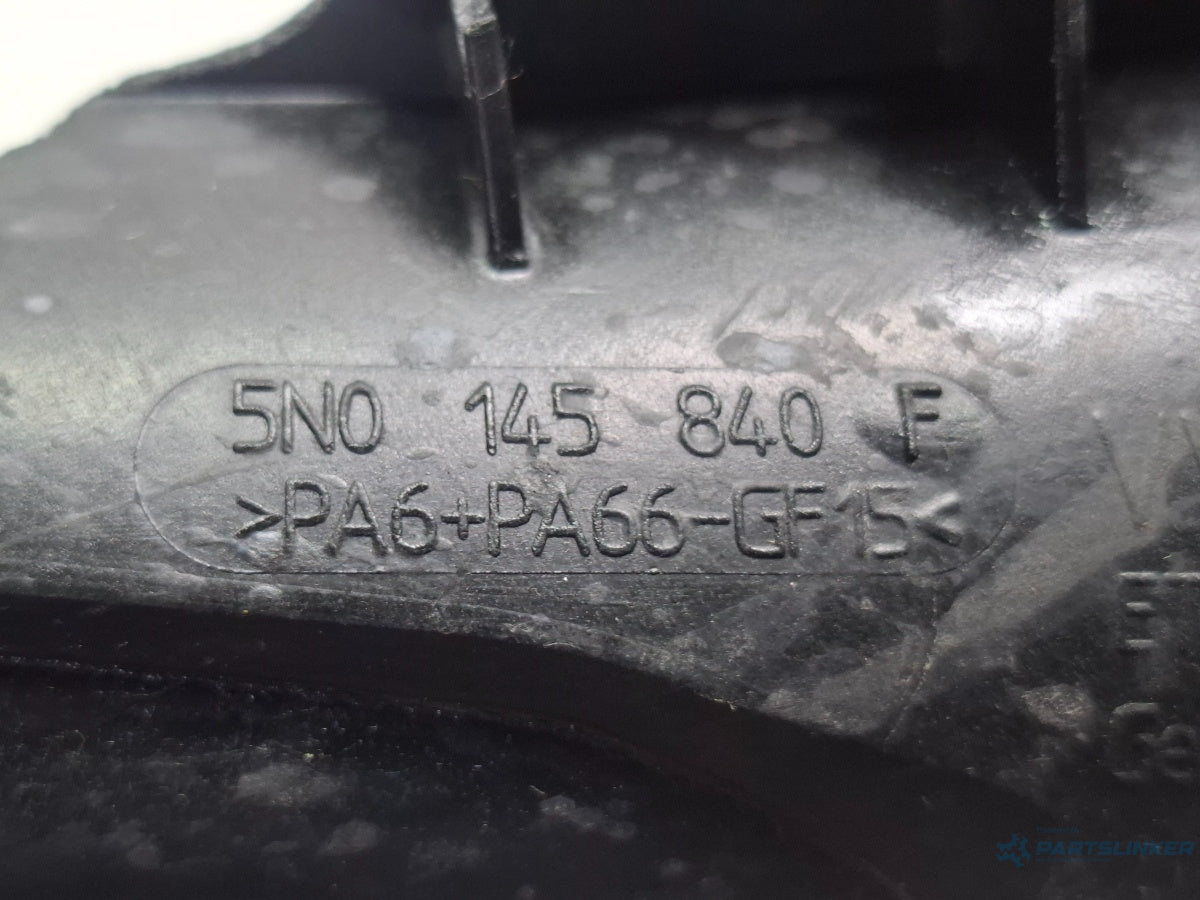 5N0 145 840 F
>PA6+PA66-GF15<
PARTSLINKER